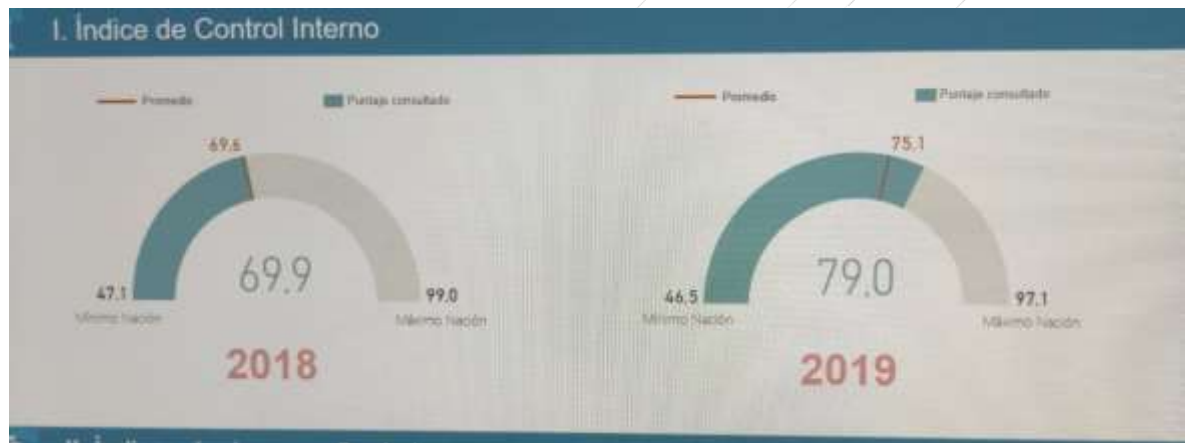 I. Índice de Control Interno
Promedio
Puntaje consultado
69.6
69.9
47.1
Mínimo Nación
99.0
Máximo Nación
2018
Promedio
Puntaje consultado
75.1
79.0
46.5
Mínimo Nación
97.1
Máximo Nación
2019